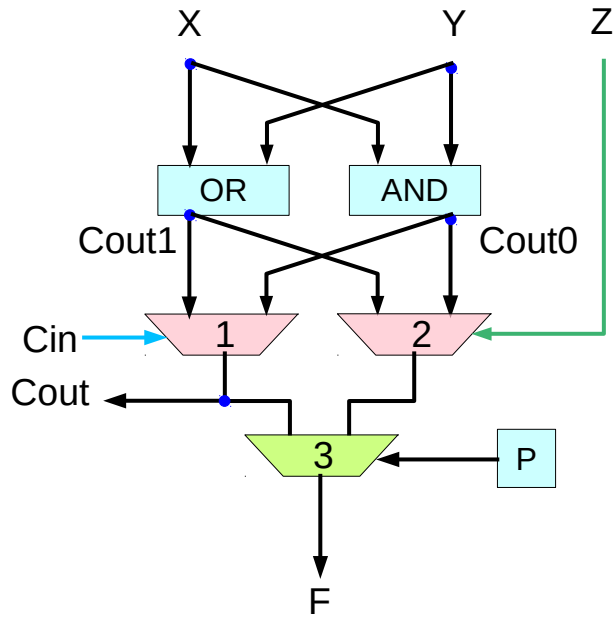 X Y Z
OR AND
Cout1 Cout0
Cin 1 2
Cout
3 P
F